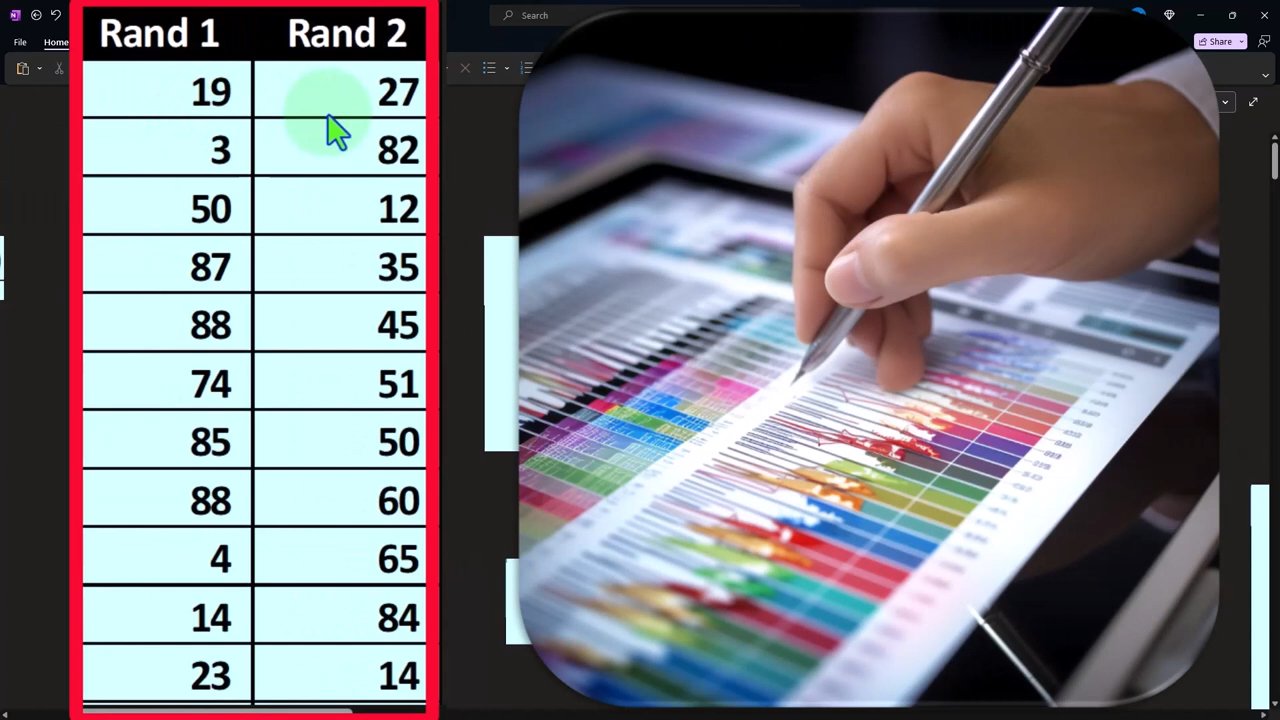 Search
File Home
Share
Rand 1 Rand 2
19 27
3 82
50 12
87 35
88 45
74 51
85 50
88 60
4 65
14 84
23 14